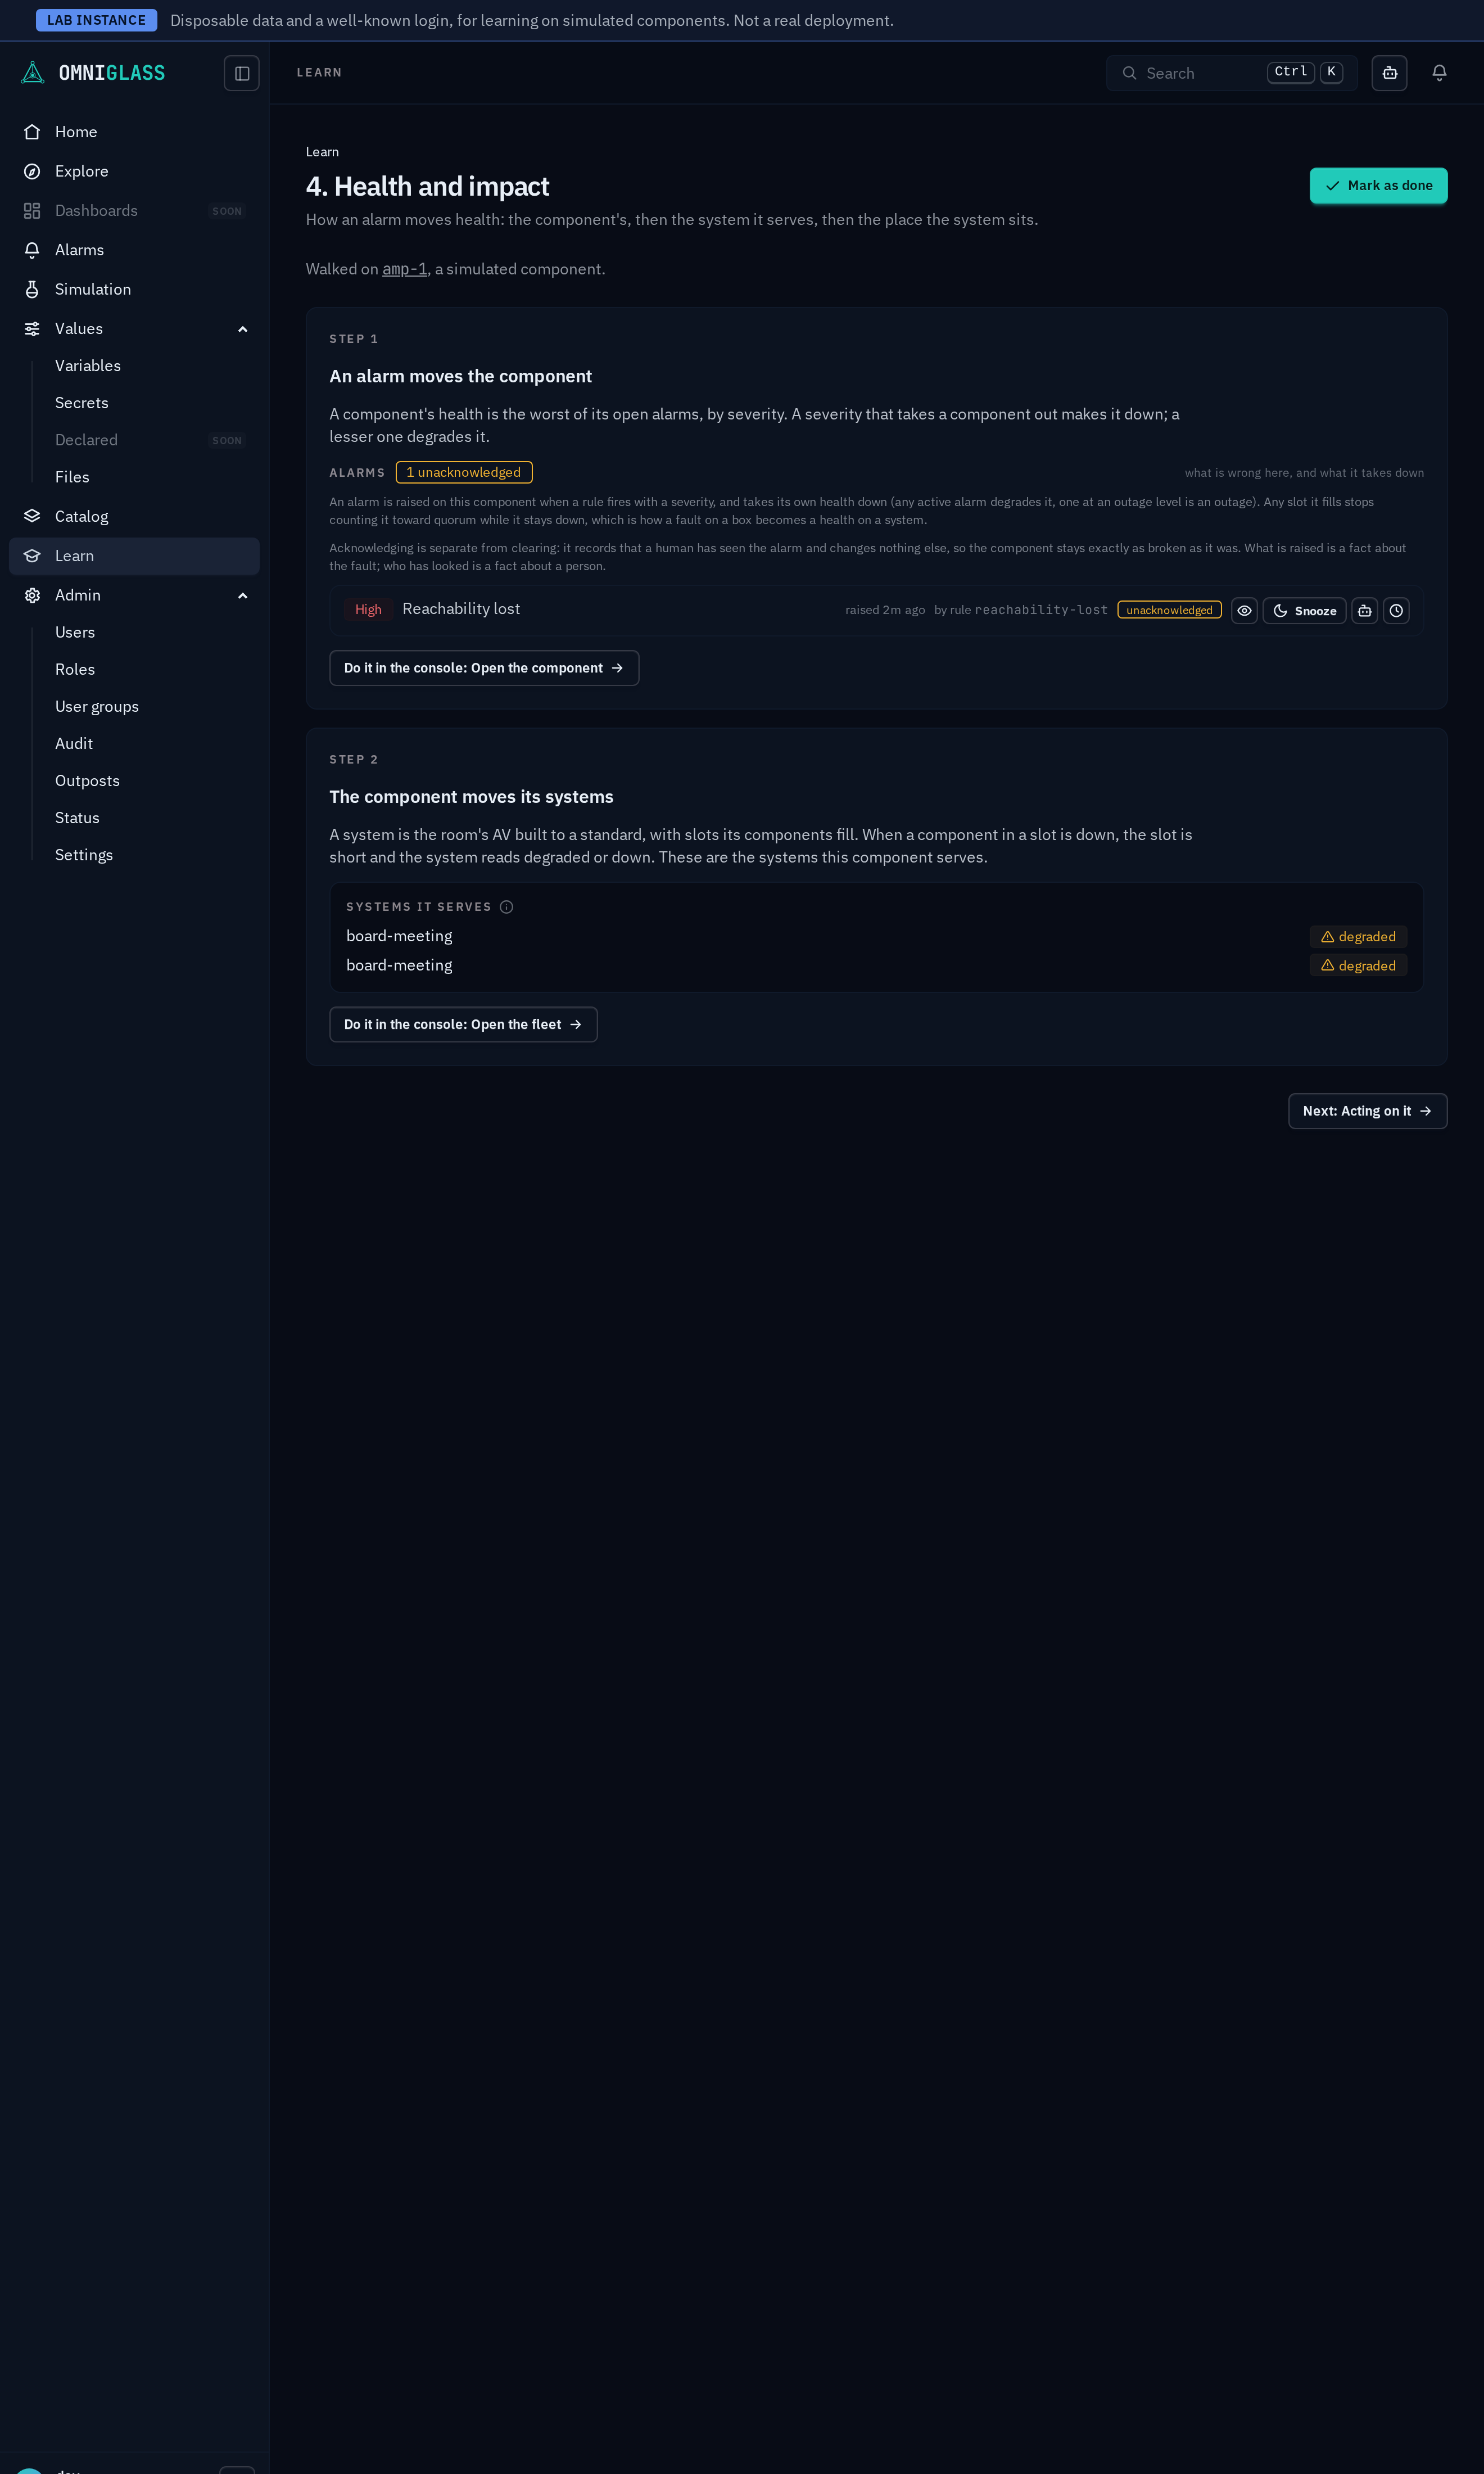 LAB INSTANCE Disposable data and a well-known login, for learning on simulated components. Not a real deployment.
OMNIGLASS
LEARN
Search Ctrl K
Home
Explore
Dashboards SOON
Alarms
Simulation
Values
Variables
Secrets
Declared SOON
Files
Catalog
Learn
Admin
Users
Roles
User groups
Audit
Outposts
Status
Settings
Learn
4. Health and impact
Mark as done
How an alarm moves health: the component's, then the system it serves, then the place the system sits.
Walked on amp-1, a simulated component.
STEP 1
An alarm moves the component
A component's health is the worst of its open alarms, by severity. A severity that takes a component out makes it down; a
lesser one degrades it.
ALARMS 1 unacknowledged what is wrong here, and what it takes down
An alarm is raised on this component when a rule fires with a severity, and takes its own health down (any active alarm degrades it, one at an outage level is an outage). Any slot it fills stops
counting it toward quorum while it stays down, which is how a fault on a box becomes a health on a system.
Acknowledging is separate from clearing: it records that a human has seen the alarm and changes nothing else, so the component stays exactly as broken as it was. What is raised is a fact about
the fault; who has looked is a fact about a person.
High Reachability lost raised 2m ago by rule reachability-lost unacknowledged Snooze
Do it in the console: Open the component →
STEP 2
The component moves its systems
A system is the room's AV built to a standard, with slots its components fill. When a component in a slot is down, the slot is
short and the system reads degraded or down. These are the systems this component serves.
SYSTEMS IT SERVES
board-meeting degraded
board-meeting degraded
Do it in the console: Open the fleet →
Next: Acting on it →